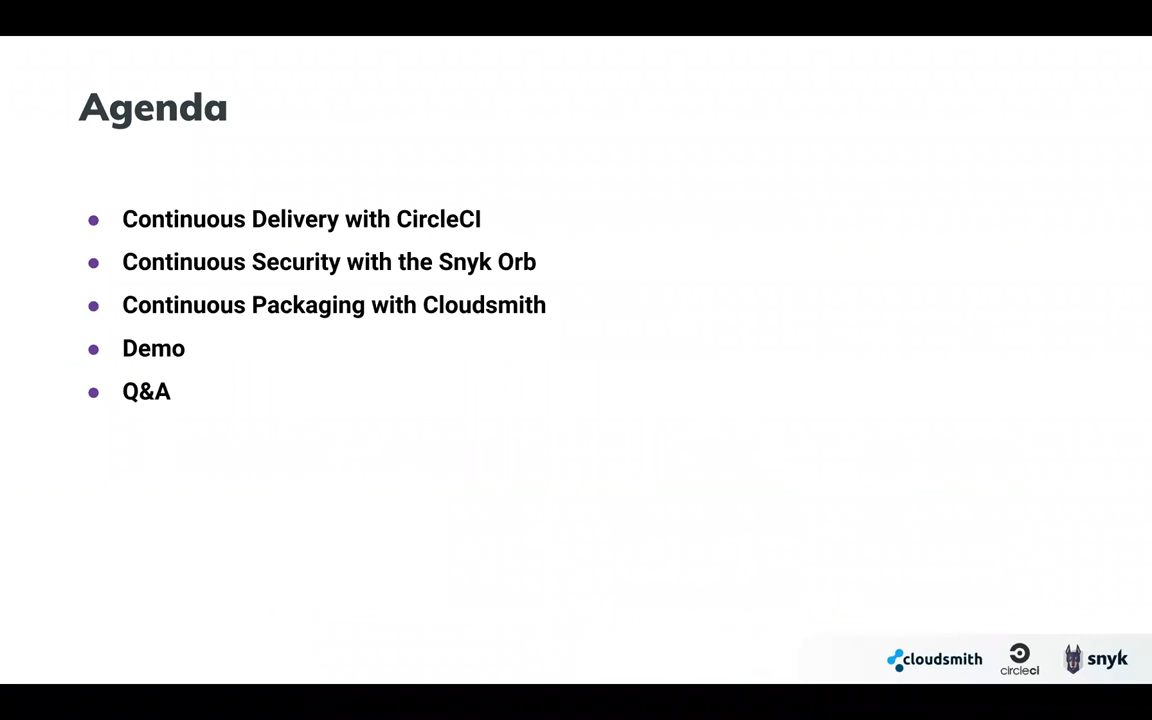 Agenda
Continuous Delivery with CircleCI
Continuous Security with the Snyk Orb
Continuous Packaging with Cloudsmith
Demo
Q&A
cloudsmith
circleci
snyk